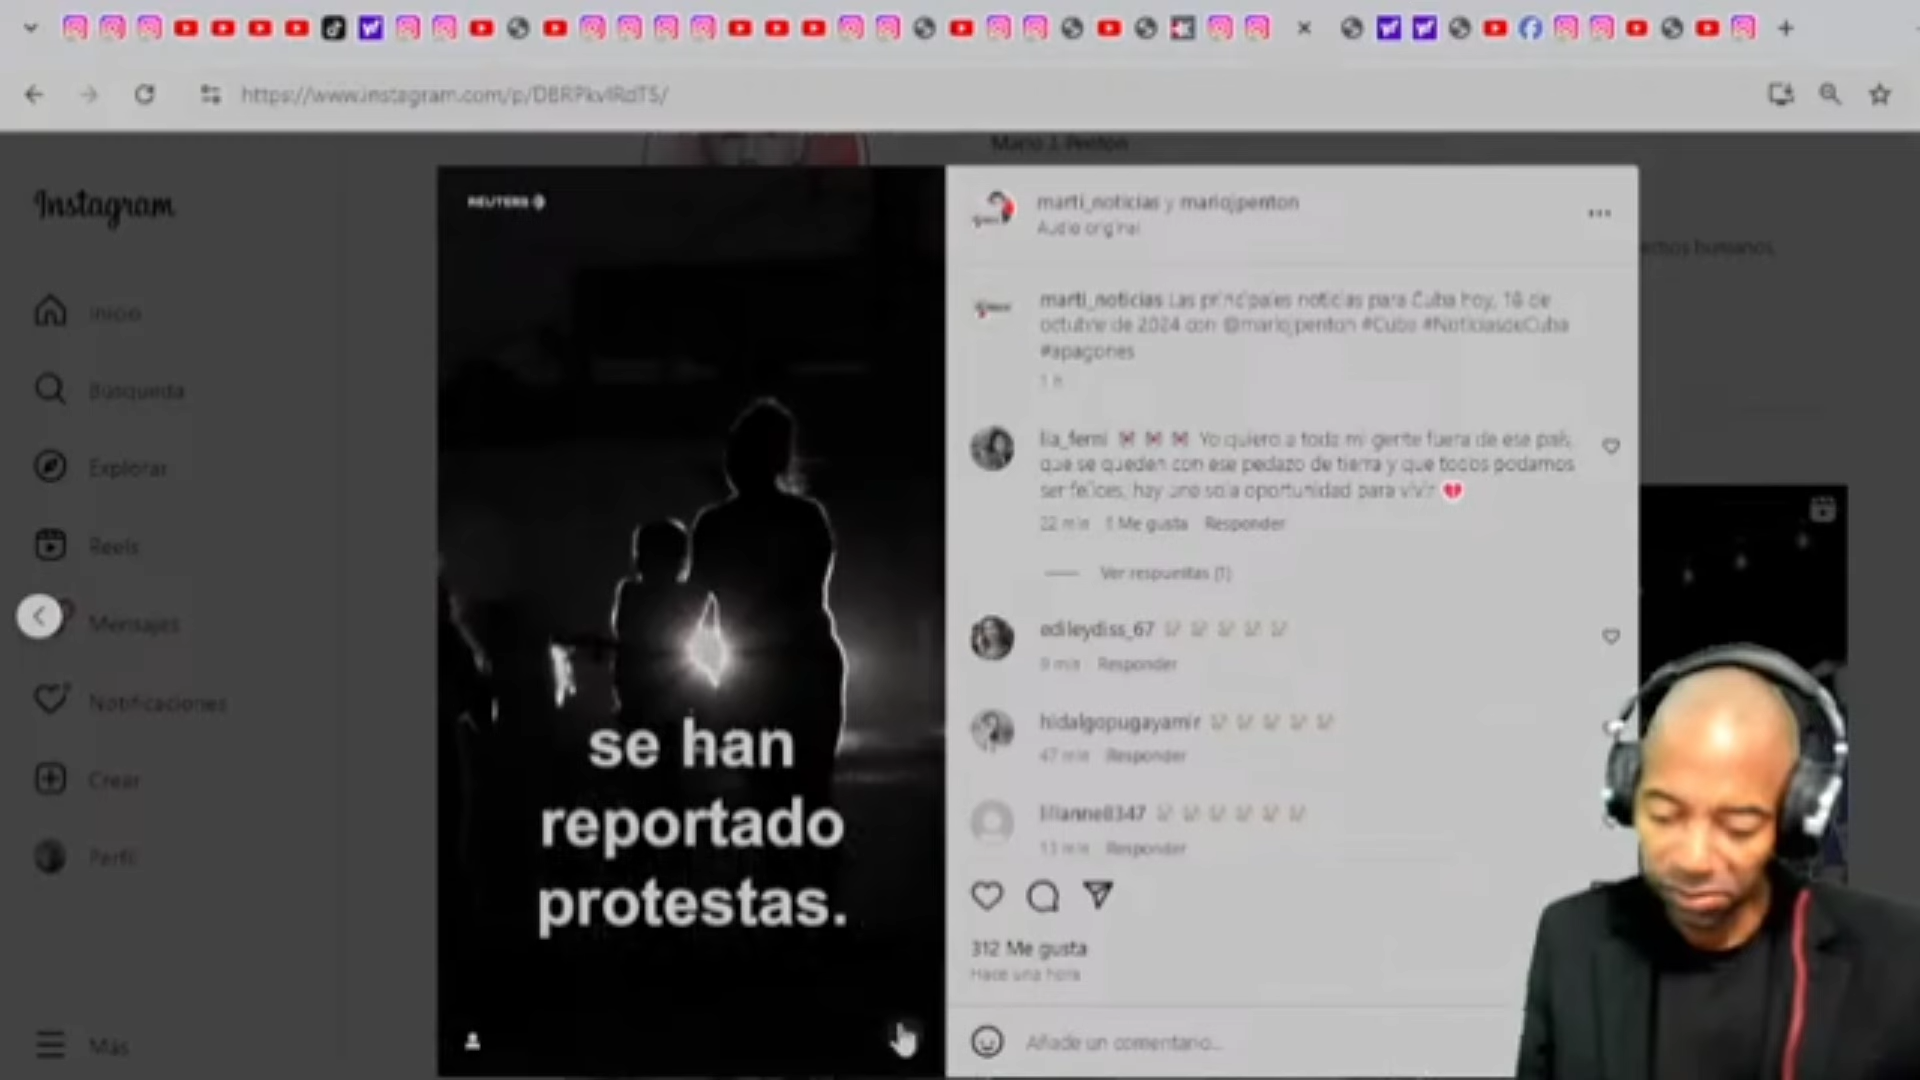 https://www.instagram.com/p/DBRPkvlRdTS/
Mario J. Penton
Instagram
Inicio
Búsqueda
Explorar
Reels
Mensajes
Notificaciones
Crear
Perfil
Más
REUTERS
se han
reportado
protestas.
marti_noticias y mariojpenton
Audio original
marti_noticias Las principales noticias para Cuba hoy, 18 de
octubre de 2024 con @mariojpenton #Cuba #NoticiasdeCuba
#apagones
1 h
lia_ferni Yo quiero a toda mi gente fuera de ese país,
que se queden con ese pedazo de tierra y que todos podamos
ser felices, hay una sola oportunidad para vivir 💔
22 min 1 Me gusta Responder
Ver respuestas (1)
edileydiss_67
9 min Responder
hidalgopugayamir
47 min Responder
lilianne8347
13 min Responder
312 Me gusta
Hace una hora
Añade un comentario...
humanos